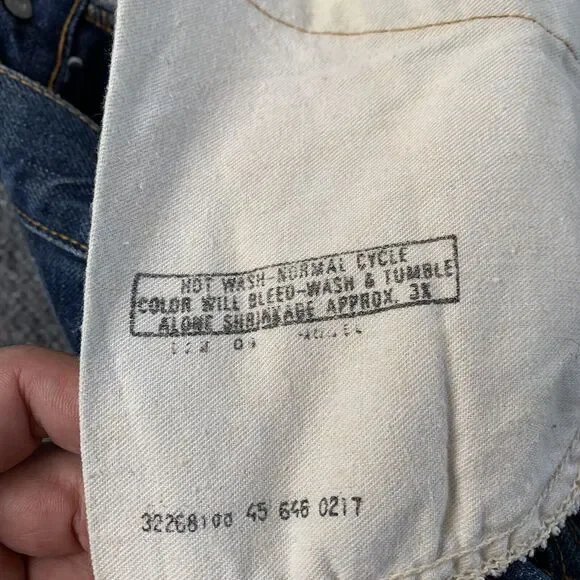 HOT WASH-NORMAL CYCLE
COLOR WILL BLEED-WASH & TUMBLE
ALONE SHRINKAGE APPROX. 3%
32268100 45 646 0217